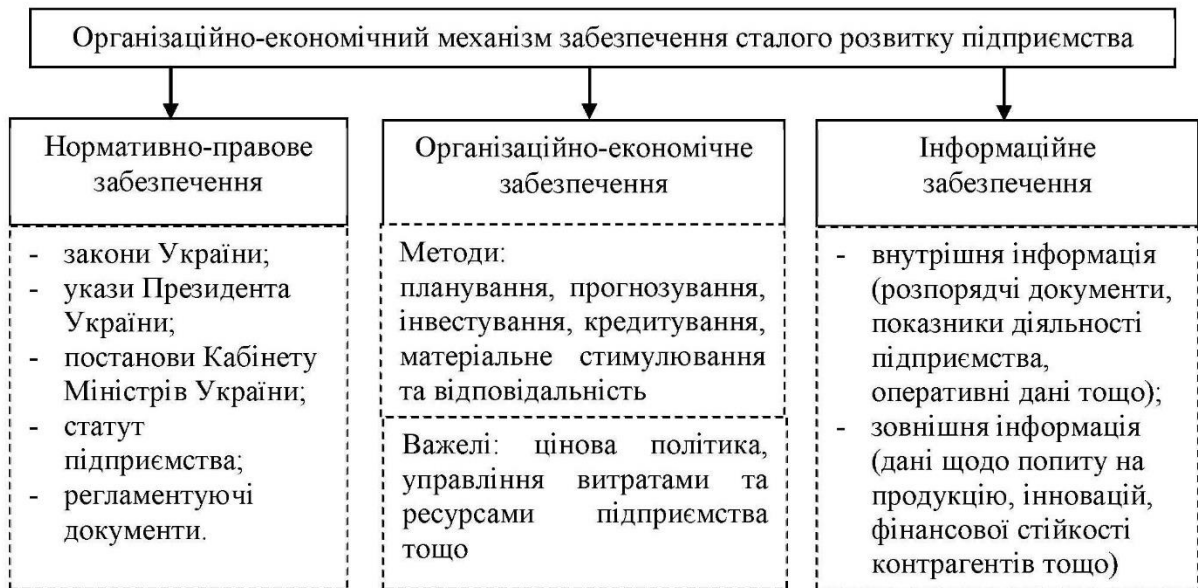 Організаційно-економічний механізм забезпечення сталого розвитку підприємства
Нормативно-правове
забезпечення
- закони України;
- укази Президента
України;
- постанови Кабінету
Міністрів України;
- статут
підприємства;
- регламентуючі
документи.
Організаційно-економічне
забезпечення
Методи:
планування, прогнозування,
інвестування, кредитування,
матеріальне стимулювання
та відповідальність
Важелі: цінова політика,
управління витратами та
ресурсами підприємства
тощо
Інформаційне
забезпечення
- внутрішня інформація
(розпорядчі документи,
показники діяльності
підприємства,
оперативні дані тощо);
- зовнішня інформація
(дані щодо попиту на
продукцію, інновацій,
фінансової стійкості
контрагентів тощо)